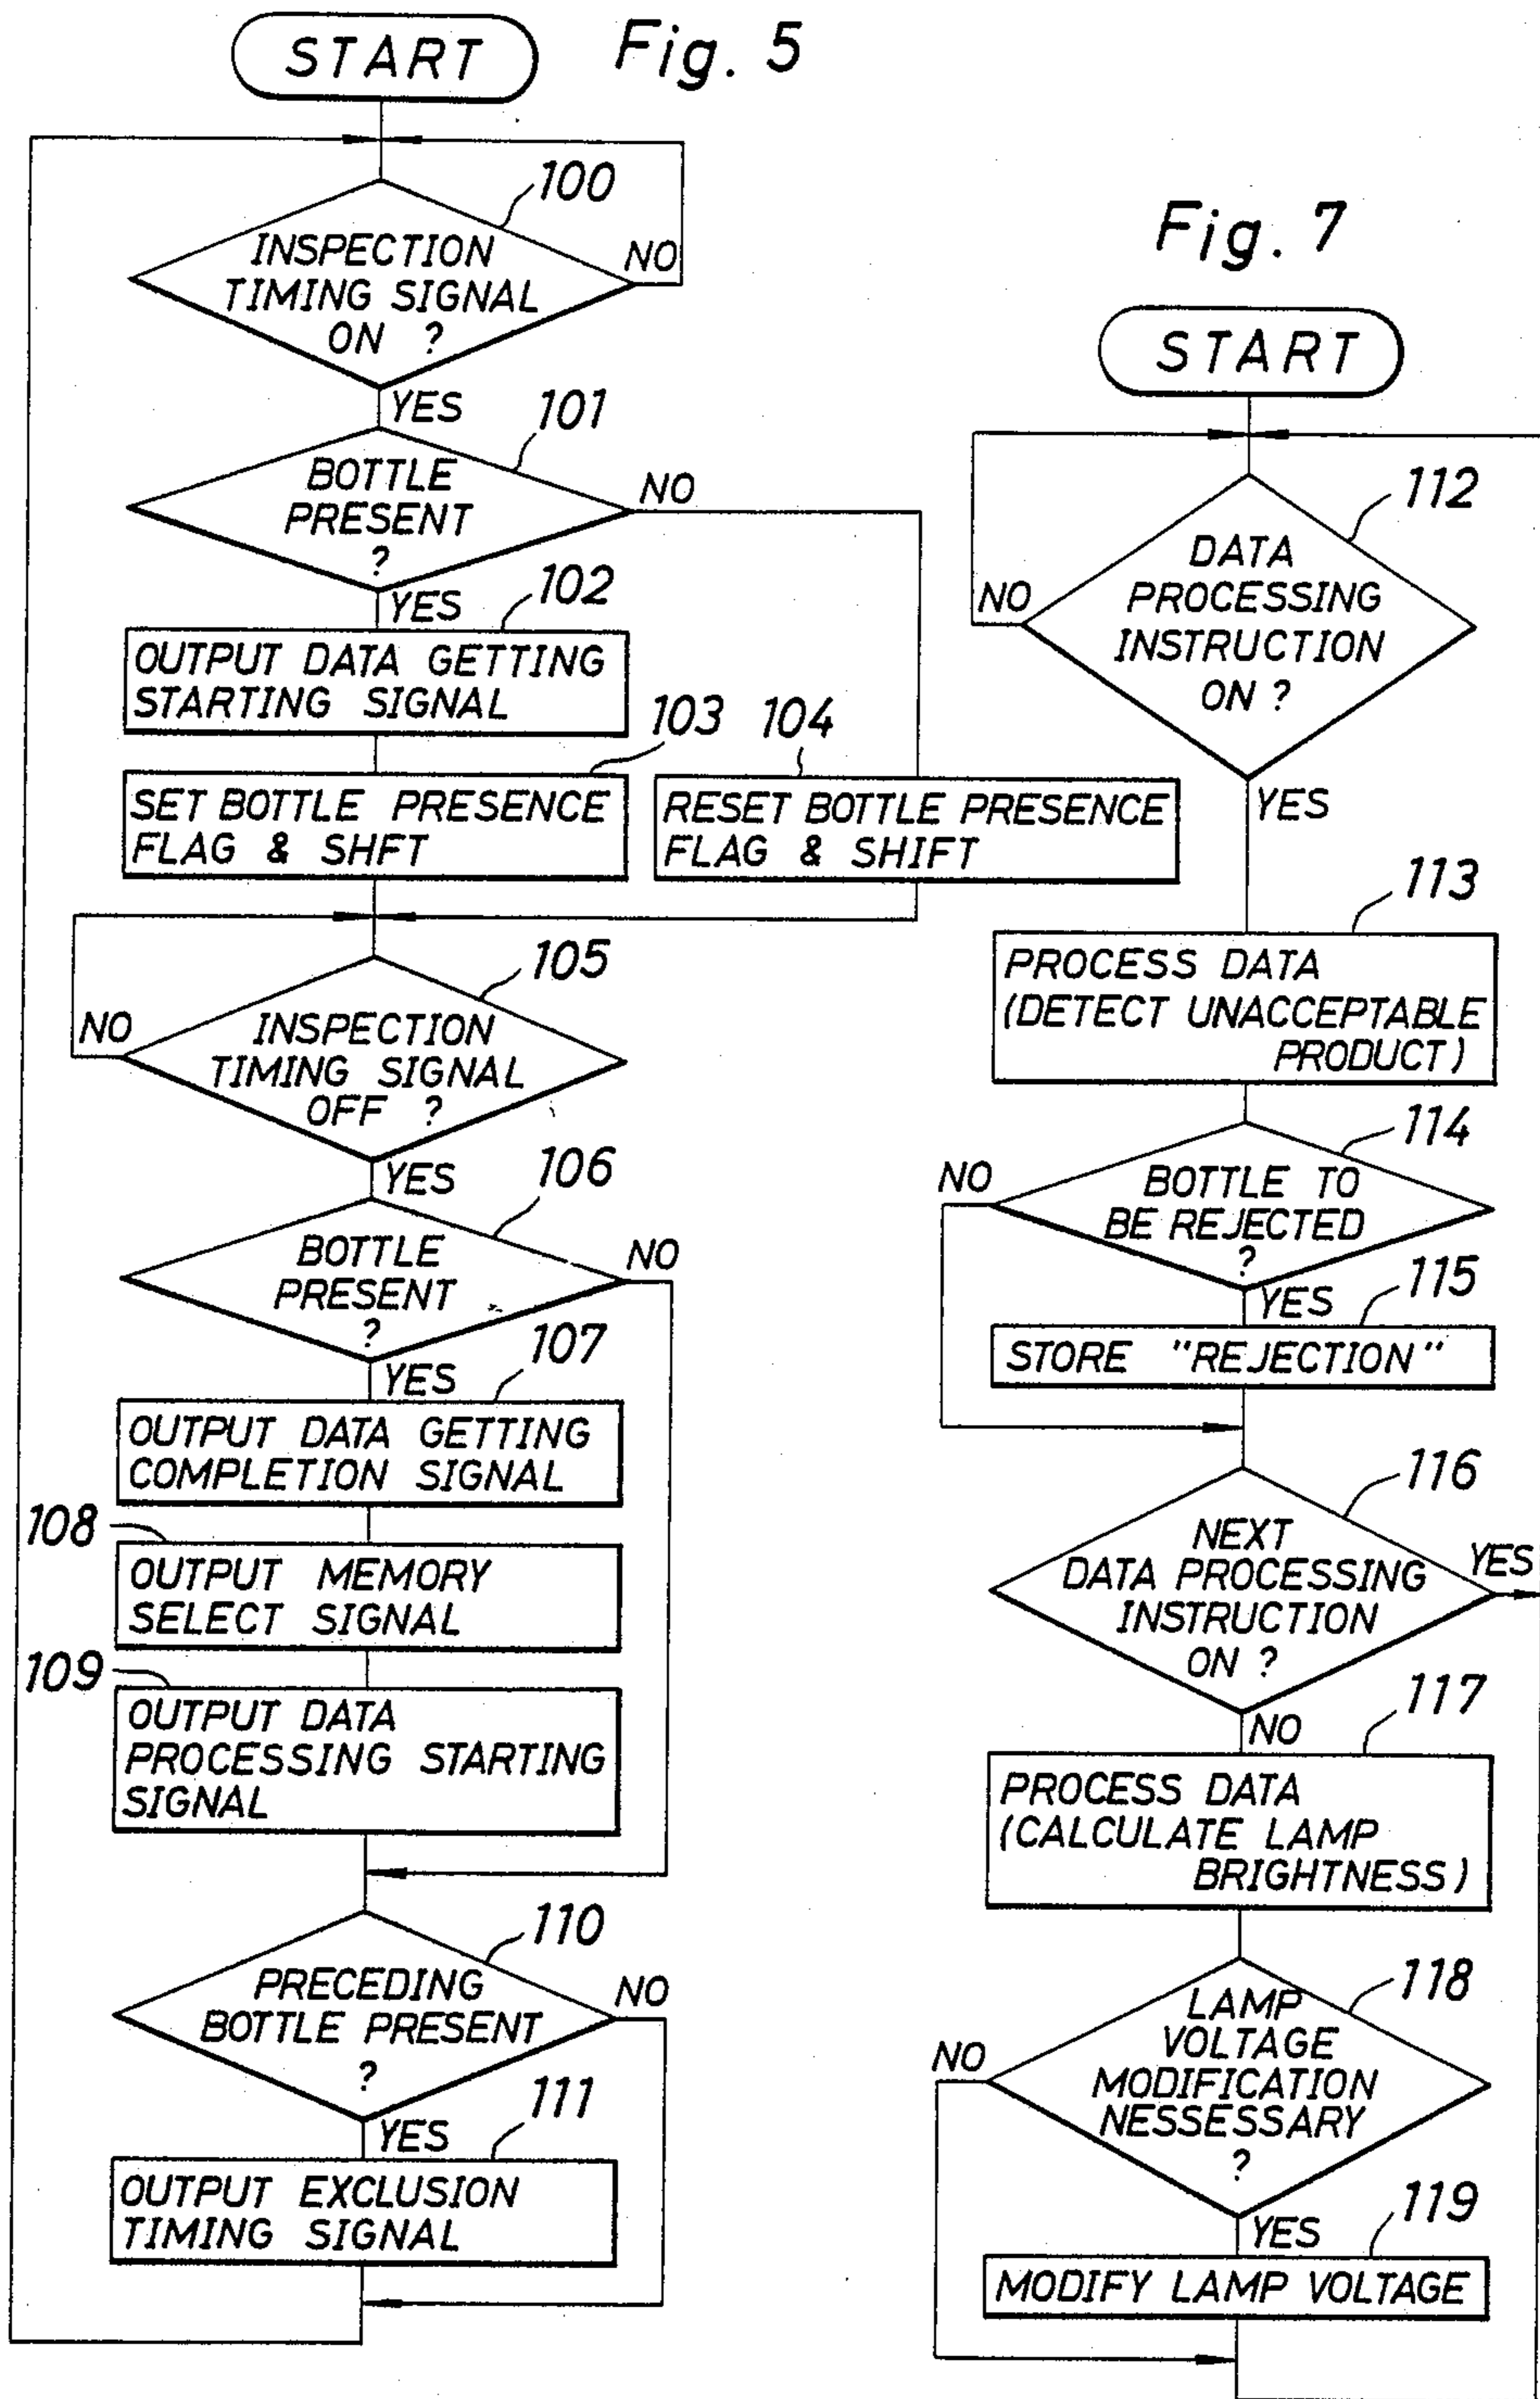 Fig. 5
START
100
INSPECTION
TIMING SIGNAL
ON ?
NO
YES
101
BOTTLE
PRESENT
?
NO
YES
102
OUTPUT DATA GETTING
STARTING SIGNAL
103
SET BOTTLE PRESENCE
FLAG & SHFT
104
RESET BOTTLE PRESENCE
FLAG & SHIFT
105
INSPECTION
TIMING SIGNAL
OFF ?
NO
YES
106
BOTTLE
PRESENT
?
NO
YES
107
OUTPUT DATA GETTING
COMPLETION SIGNAL
108
OUTPUT MEMORY
SELECT SIGNAL
109
OUTPUT DATA
PROCESSING STARTING
SIGNAL
110
PRECEDING
BOTTLE PRESENT
?
NO
YES
111
OUTPUT EXCLUSION
TIMING SIGNAL
Fig. 7
START
112
DATA
PROCESSING
INSTRUCTION
ON ?
NO
YES
113
PROCESS DATA
(DETECT UNACCEPTABLE
PRODUCT)
114
BOTTLE TO
BE REJECTED
?
NO
YES
115
STORE "REJECTION"
116
NEXT
DATA PROCESSING
INSTRUCTION
ON ?
YES
NO
117
PROCESS DATA
(CALCULATE LAMP
BRIGHTNESS)
118
LAMP
VOLTAGE
MODIFICATION
NESSESSARY
?
NO
YES
119
MODIFY LAMP VOLTAGE